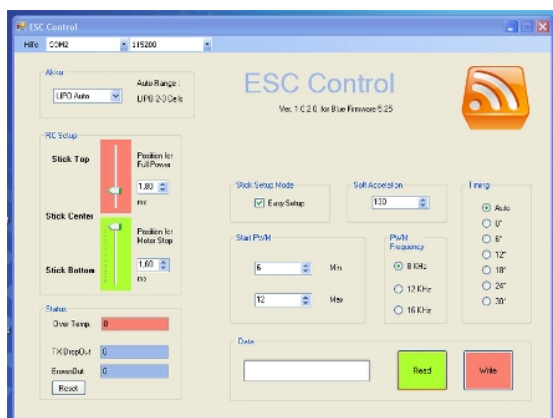 ESC Control
Hilfe COM2 115200
Akku
LIPO Auto
Auto Range :
LIPO 2-3 Cells
ESC Control
Ver. 1.0.2.0 for Blue Firmware 5.25
RC Setup
Stick Top
Position for
Full Power
1,80
ms
Stick Center
Position for
Motor Stop
1,60
ms
Stick Bottom
Stick Setup Mode
Easy Setup
Soft Accelation
130
Timing
Auto
0°
6°
12°
18°
24°
30°
Start PWM
6 Min
12 Max
PWM
Frequency
8 KHz
12 KHz
16 KHz
Status
Over Temp. 0
TX DropOut 0
BrownOut 0
Reset
Data
Read
Write